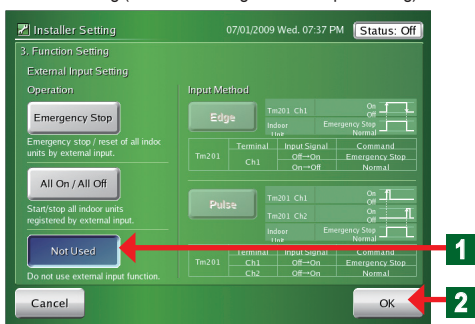 Installer Setting
07/01/2009 Wed. 07:37 PM
Status: Off
3. Function Setting
External Input Setting
Operation
Emergency Stop
Emergency stop / reset of all indoc
units by external input.
All On / All Off
Start/stop all indoor units
registered by external input.
Not Used
Do not use external input function.
Input Method
Edge
Tm201 Ch1
On
Off
Indoor
Unit
Emergency Stop
Normal
Terminal Input Signal Command
Tm201 Ch1 Off→On Emergency Stop
On→Off Normal
Pulse
Tm201 Ch1
On
Off
Tm201 Ch2
On
Off
Indoor
Unit
Emergency Stop
Normal
Terminal Input Signal Command
Tm201 Ch1 Off→On Emergency Stop
Ch2 Off→On Normal
Cancel
OK
1
2